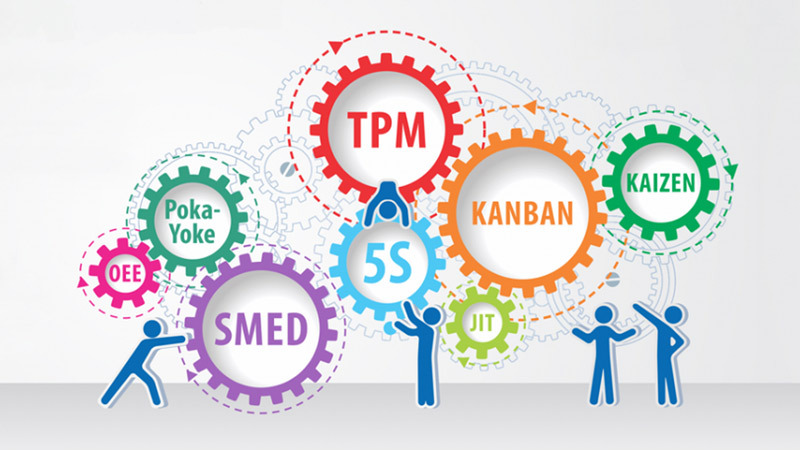 TPM
KANBAN
KAIZEN
Poka-
Yoke
OEE
5S
SMED
JIT